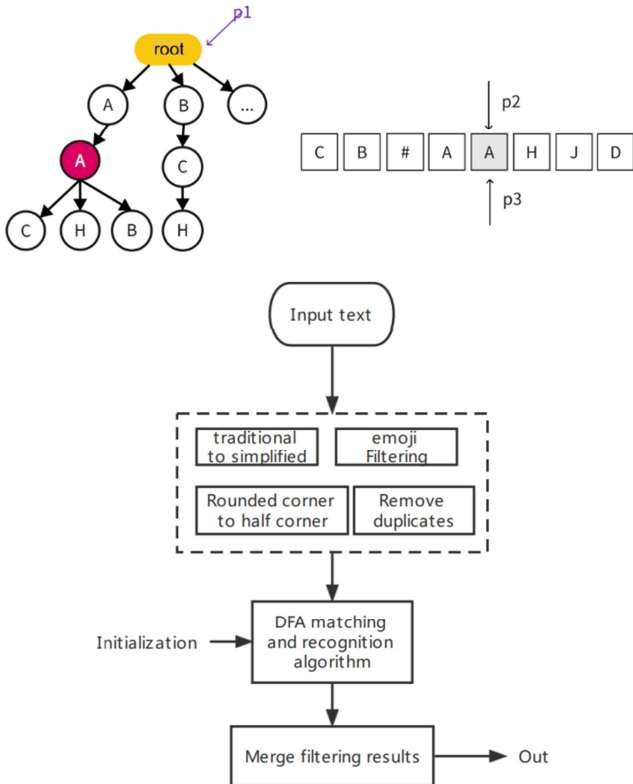 p1
root
A
B
...
A
C
C
H
B
H
p2
C B # A A H J D
p3
Input text
traditional
to simplified
emoji
Filtering
Rounded corner
to half corner
Remove
duplicates
Initialization
DFA matching
and recognition
algorithm
Merge filtering results
Out